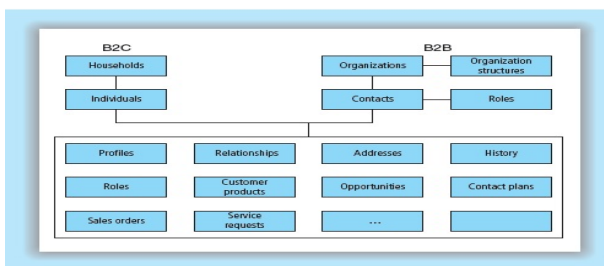 B2C B2B
Households Organizations Organization
structures
Individuals Contacts Roles
Profiles Relationships Addresses History
Roles Customer
products Opportunities Contact plans
Sales orders Service
requests ...